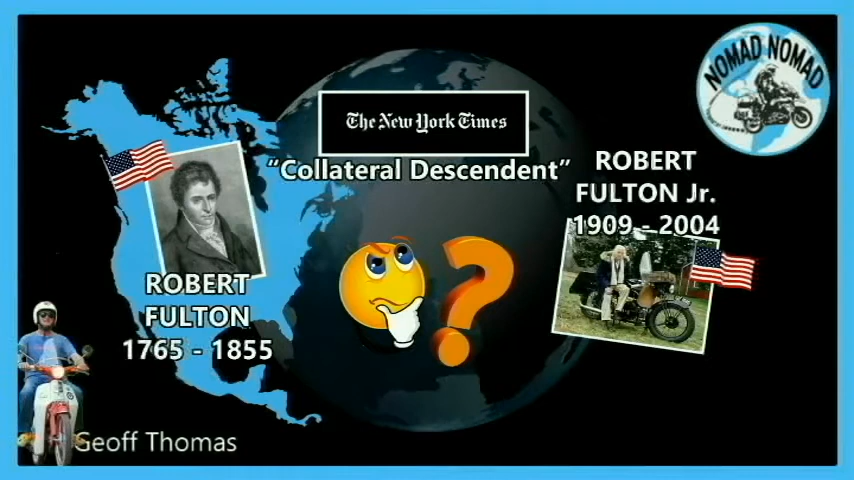 NOMAD NOMAD
The New York Times
“Collateral Descendent”
ROBERT
FULTON Jr.
1909 - 2004
ROBERT
FULTON
1765 - 1855
Geoff Thomas